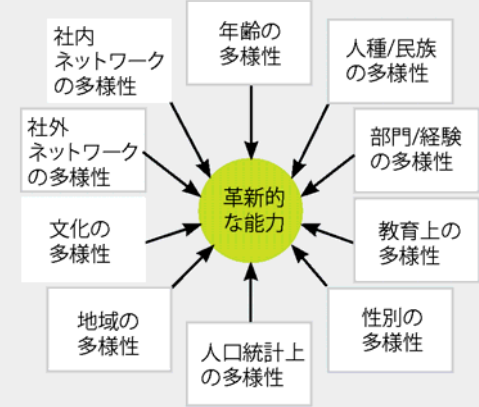 社内
ネットワーク
の多様性
年齢の
多様性
人種/民族
の多様性
社外
ネットワーク
の多様性
部門/経験
の多様性
革新的
な能力
文化の
多様性
教育上の
多様性
地域の
多様性
人口統計上
の多様性
性別の
多様性